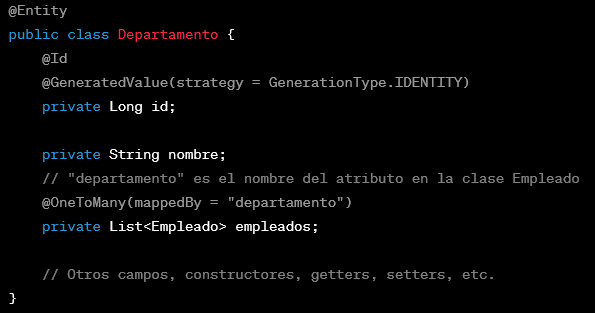 @Entity
public class Departamento {
    @Id
    @GeneratedValue(strategy = GenerationType.IDENTITY)
    private Long id;

    private String nombre;
    // "departamento" es el nombre del atributo en la clase Empleado
    @OneToMany(mappedBy = "departamento")
    private List<Empleado> empleados;

    // Otros campos, constructores, getters, setters, etc.
}